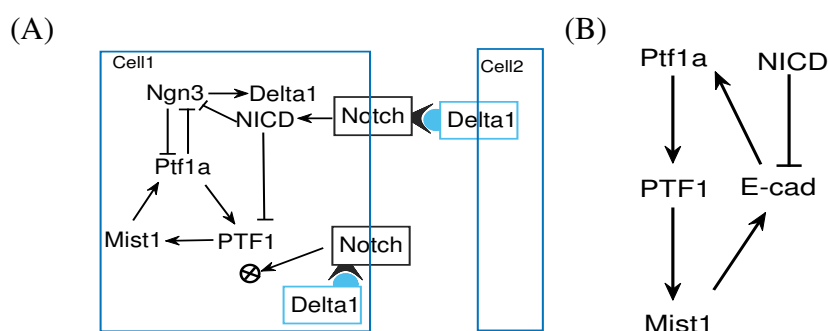 (A)
Cell1
Cell2
Ngn3
Delta1
NICD
Notch
Delta1
Ptf1a
Mist1
PTF1
Notch
Delta1
(B)
Ptf1a
NICD
PTF1
E-cad
Mist1